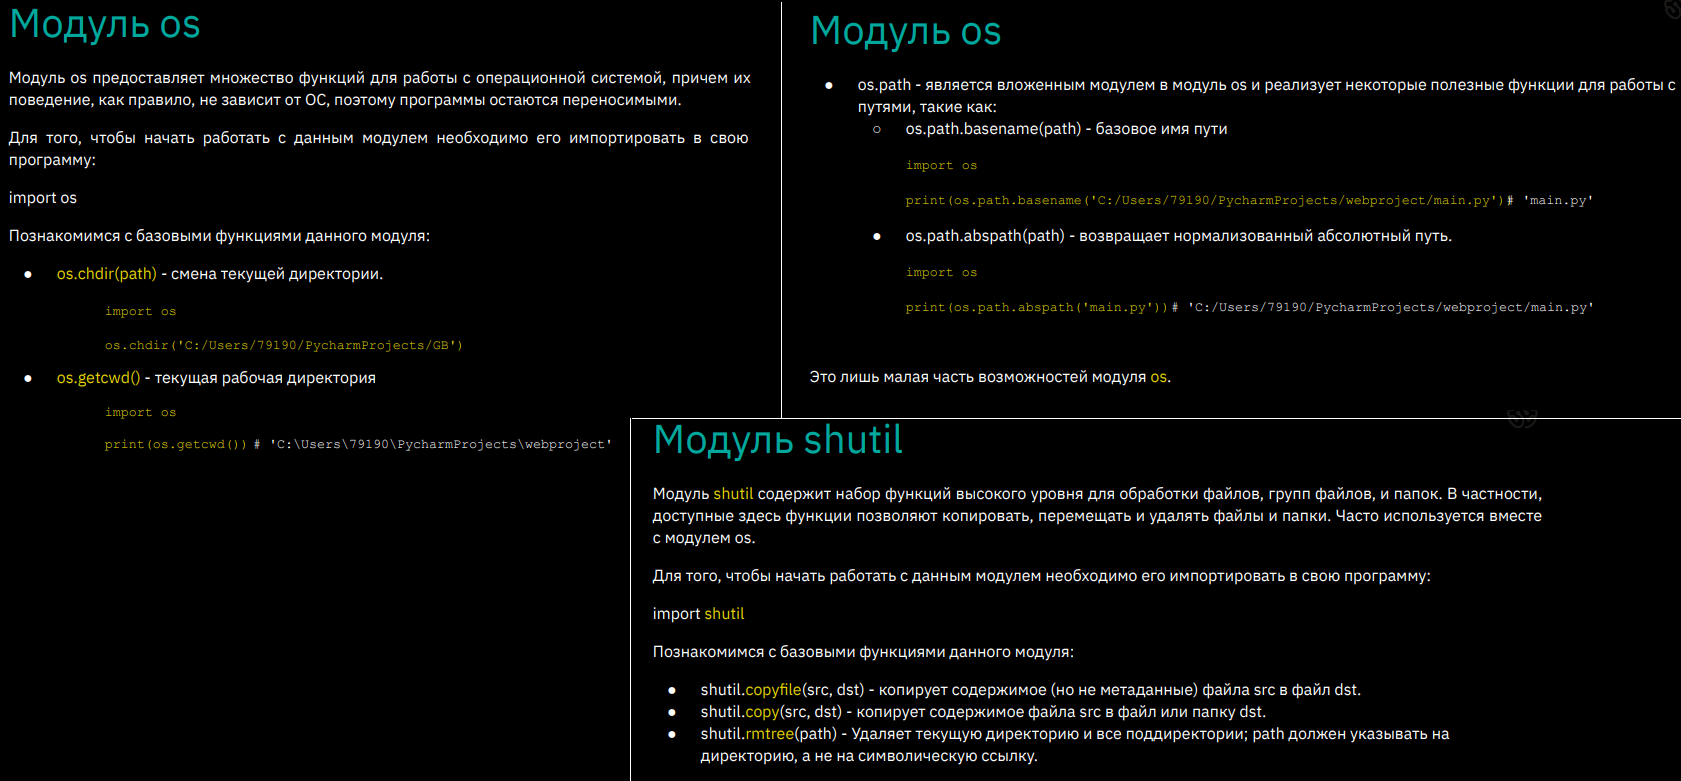 Модуль os
Модуль os предоставляет множество функций для работы с операционной системой, причем их
поведение, как правило, не зависит от ОС, поэтому программы остаются переносимыми.
Для того, чтобы начать работать с данным модулем необходимо его импортировать в свою
программу:
import os
Познакомимся с базовыми функциями данного модуля:
● os.chdir(path) - смена текущей директории.
import os
os.chdir('C:/Users/79190/PycharmProjects/GB')
● os.getcwd() - текущая рабочая директория
import os
print(os.getcwd()) # 'C:\Users\79190\PycharmProjects\webproject'
Модуль os
● os.path - является вложенным модулем в модуль os и реализует некоторые полезные функции для работы с
путями, такие как:
○ os.path.basename(path) - базовое имя пути
import os
print(os.path.basename('C:/Users/79190/PycharmProjects/webproject/main.py')# 'main.py'
● os.path.abspath(path) - возвращает нормализованный абсолютный путь.
import os
print(os.path.abspath('main.py'))# 'C:/Users/79190/PycharmProjects/webproject/main.py'
Это лишь малая часть возможностей модуля os.
Модуль shutil
Модуль shutil содержит набор функций высокого уровня для обработки файлов, групп файлов, и папок. В частности,
доступные здесь функции позволяют копировать, перемещать и удалять файлы и папки. Часто используется вместе
с модулем os.
Для того, чтобы начать работать с данным модулем необходимо его импортировать в свою программу:
import shutil
Познакомимся с базовыми функциями данного модуля:
● shutil.copyfile(src, dst) - копирует содержимое (но не метаданные) файла src в файл dst.
● shutil.copy(src, dst) - копирует содержимое файла src в файл или папку dst.
● shutil.rmtree(path) - Удаляет текущую директорию и все поддиректории; path должен указывать на
директорию, а не на символическую ссылку.